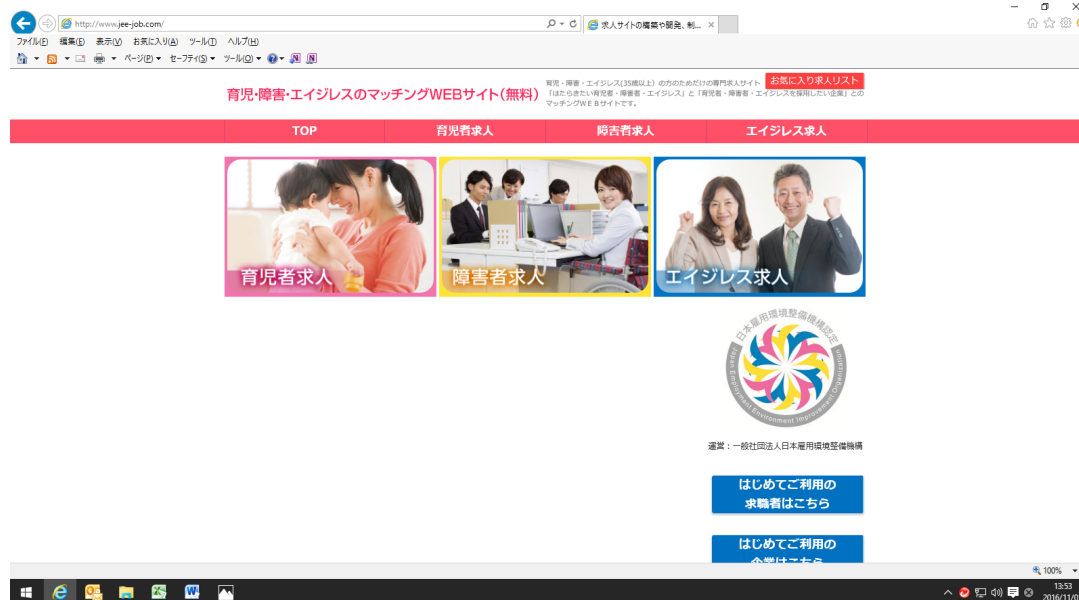 http://www.jee-job.com/
求人サイトの構築や開発、制...
ファイル(F) 編集(E) 表示(V) お気に入り(A) ツール(T) ヘルプ(H)
ページ(P) セーフティ(S) ツール(O)
育児・障害・エイジレスのマッチングWEBサイト(無料)
育児・障害・エイジレス(35歳以上）の方のためだけの専門求人サイト
「はたらきたい育児者・障害者・エイジレス」と「育児者・障害者・エイジレスを採用したい企業」との
マッチングＷＥＢサイトです。
お気に入り求人リスト
TOP 育児者求人 障害者求人 エイジレス求人
育児者求人
障害者求人
エイジレス求人
日本雇用環境整備機構認定
Japan Employment Environment Improvement Organization
運営：一般社団法人日本雇用環境整備機構
はじめてご利用の
求職者はこちら
はじめてご利用の
企業はこちら
100%
13:53
2016/11/0